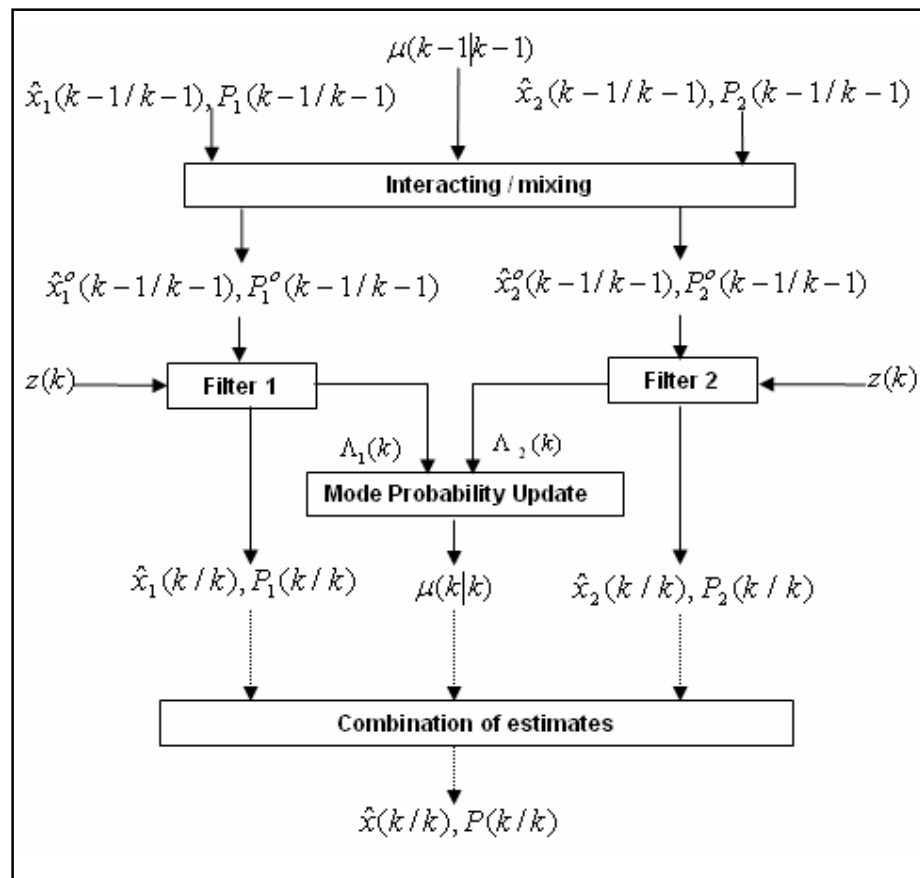 μ(k−1|k−1)
x̂₁(k−1/k−1), P₁(k−1/k−1)
x̂₂(k−1/k−1), P₂(k−1/k−1)
Interacting / mixing
x̂₁ᵒ(k−1/k−1), P₁ᵒ(k−1/k−1)
x̂₂ᵒ(k−1/k−1), P₂ᵒ(k−1/k−1)
z(k)
Filter 1
Filter 2
z(k)
Λ₁(k)
Λ₂(k)
Mode Probability Update
x̂₁(k/k), P₁(k/k)
μ(k|k)
x̂₂(k/k), P₂(k/k)
Combination of estimates
x̂(k/k), P(k/k)